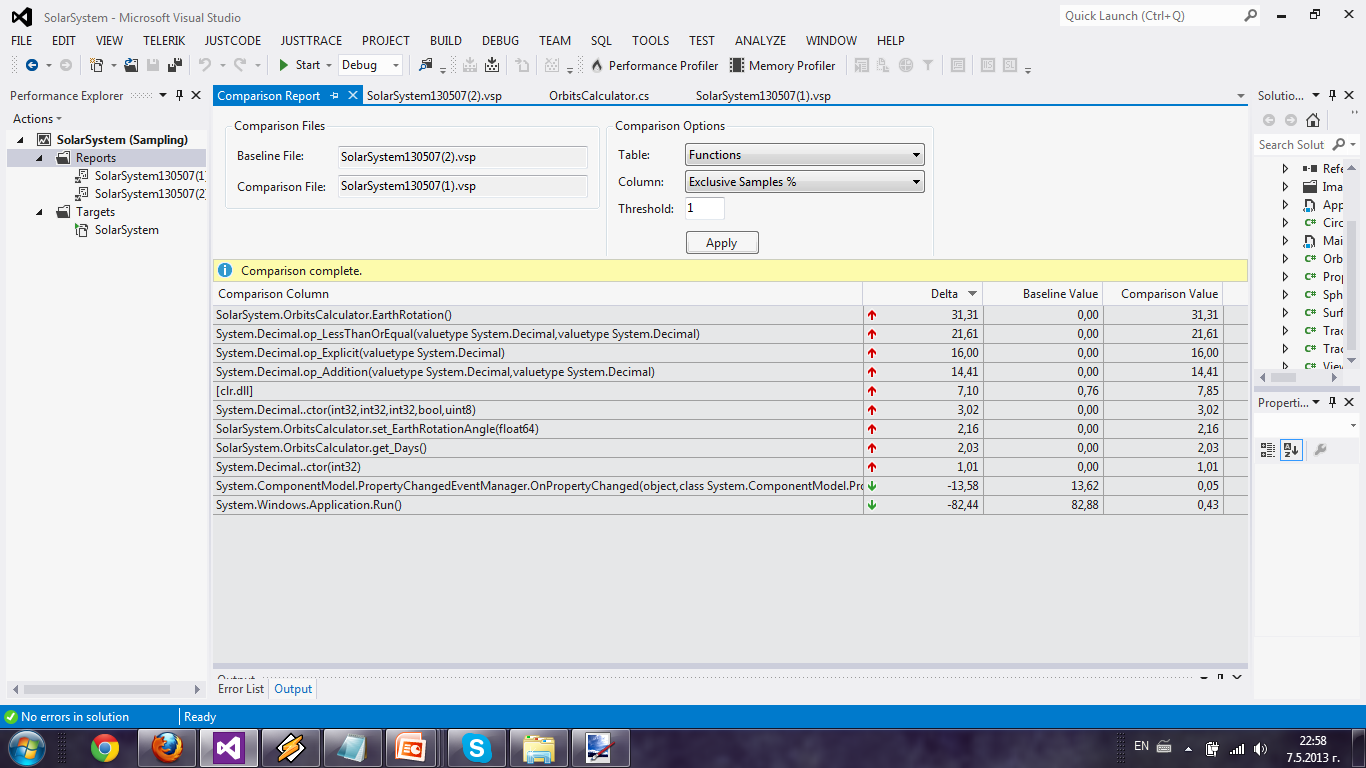 SolarSystem - Microsoft Visual Studio
Quick Launch (Ctrl+Q)
FILE EDIT VIEW TELERIK JUSTCODE JUSTTRACE PROJECT BUILD DEBUG TEAM SQL TOOLS TEST ANALYZE WINDOW HELP
Start Debug Performance Profiler Memory Profiler
Performance Explorer
Comparison Report SolarSystem130507(2).vsp OrbitsCalculator.cs SolarSystem130507(1).vsp
Solutio...
Actions
SolarSystem (Sampling)
Reports
SolarSystem130507(1
SolarSystem130507(2
Targets
SolarSystem
Comparison Files
Baseline File: SolarSystem130507(2).vsp
Comparison File: SolarSystem130507(1).vsp
Comparison Options
Table: Functions
Column: Exclusive Samples %
Threshold: 1
Apply
Comparison complete.
Comparison Column Delta Baseline Value Comparison Value
SolarSystem.OrbitsCalculator.EarthRotation() 31,31 0,00 31,31
System.Decimal.op_LessThanOrEqual(valuetype System.Decimal,valuetype System.Decimal) 21,61 0,00 21,61
System.Decimal.op_Explicit(valuetype System.Decimal) 16,00 0,00 16,00
System.Decimal.op_Addition(valuetype System.Decimal,valuetype System.Decimal) 14,41 0,00 14,41
[clr.dll] 7,10 0,76 7,85
System.Decimal..ctor(int32,int32,int32,bool,uint8) 3,02 0,00 3,02
SolarSystem.OrbitsCalculator.set_EarthRotationAngle(float64) 2,16 0,00 2,16
SolarSystem.OrbitsCalculator.get_Days() 2,03 0,00 2,03
System.Decimal..ctor(int32) 1,01 0,00 1,01
System.ComponentModel.PropertyChangedEventManager.OnPropertyChanged(object,class System.ComponentModel.Pro -13,58 13,62 0,05
System.Windows.Application.Run() -82,44 82,88 0,43
Search Solut
Refe
Ima
App
C# Circ
Mai
C# Orb
C# Prop
C# Sph
C# Surf
C# Trac
C# Trac
C# View
Properti...
Output
Error List Output
No errors in solution Ready
EN
22:58
7.5.2013 г.